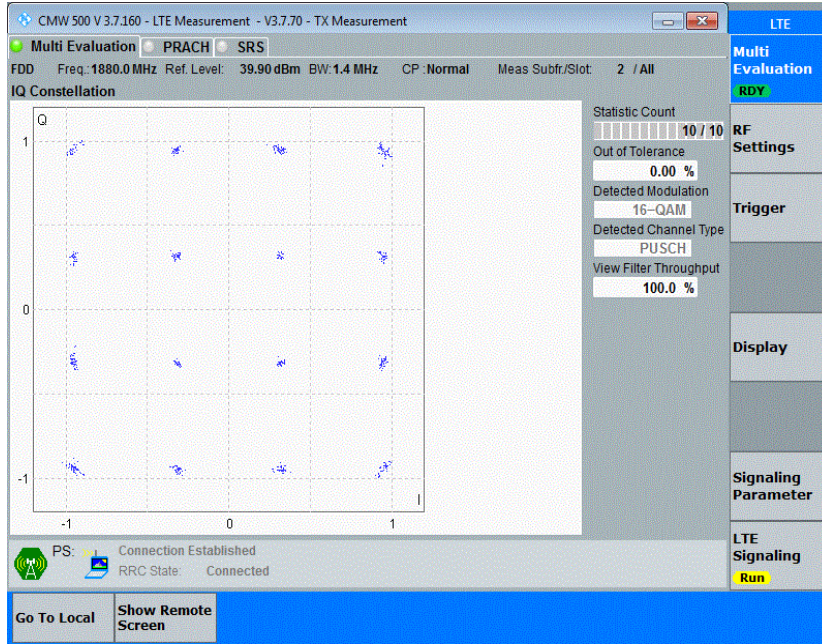 CMW 500 V 3.7.160 - LTE Measurement - V3.7.70 - TX Measurement
LTE
Multi Evaluation PRACH SRS
FDD Freq.: 1880.0 MHz Ref. Level: 39.90 dBm BW: 1.4 MHz CP : Normal Meas Subfr./Slot: 2 / All
IQ Constellation
Q
1
0
-1
I
-1 0 1
Statistic Count
10 / 10
Out of Tolerance
0.00 %
Detected Modulation
16-QAM
Detected Channel Type
PUSCH
View Filter Throughput
100.0 %
Multi
Evaluation
RDY
RF
Settings
Trigger
Display
Signaling
Parameter
LTE
Signaling
Run
PS: Connection Established
RRC State: Connected
Go To Local
Show Remote
Screen